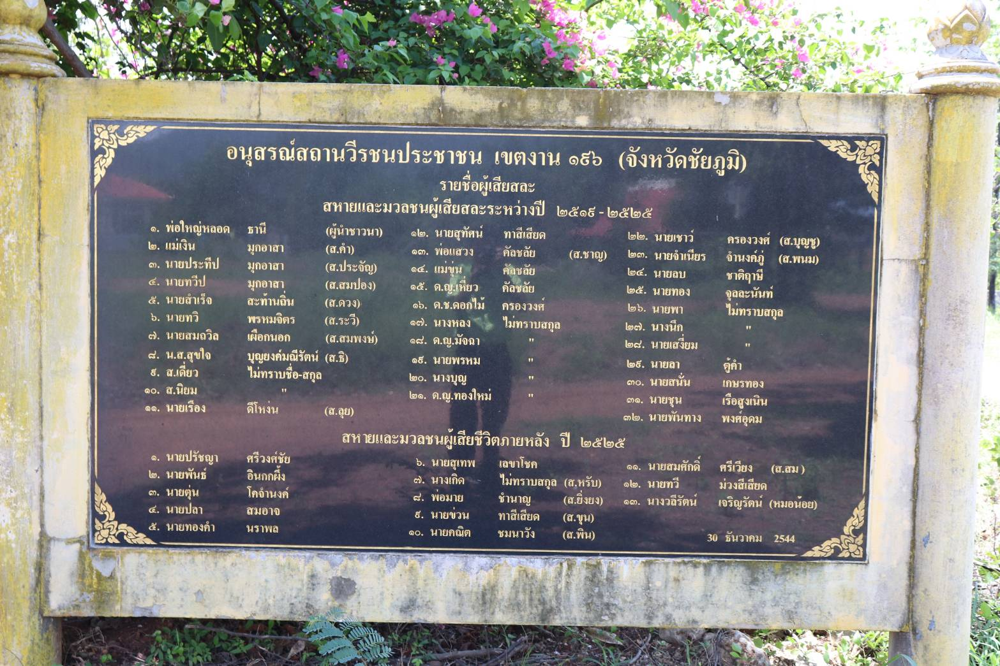 อนุสรณ์สถานวีรชนประชาชน เขตงาน ๑๙๖ (จังหวัดชัยภูมิ)
รายชื่อผู้เสียสละ
สหายและมวลชนผู้เสียสละระหว่างปี ๒๕๑๙ - ๒๕๒๕
๑. พ่อใหญ่หลอด ธานี (ผู้นำชาวนา)
๒. แม่เงิน มุกอาสา (ส.คำ)
๓. นายประทีป มุกอาสา (ส.ประจัญ)
๔. นายทวีป มุกอาสา (ส.สมปอง)
๕. นายสำเร็จ สะท้านถิ่น (ส.ดวง)
๖. นายทวี พรหมจิตร (ส.ระวี)
๗. นายสมถวิล เผือกนอก (ส.สมพงษ์)
๘. น.ส.สุขใจ บุญยงค์มณีรัตน์ (ส.ธิ)
๙. ส.เดี่ยว ไม่ทราบชื่อ-สกุล
๑๐. ส.นิยม "
๑๑. นายเรือง ดีโห่งน (ส.ลุย)
๑๒. นายสุทัศน์ ทาสีเสียด
๑๓. พ่อแสวง คัลชลัย (ส.ชาญ)
๑๔. แม่ขุ่น คัลชลัย
๑๕. ด.ญ.เหี่ยว คัลชลัย
๑๖. ด.ช.ดอกไม้ ครองวงศ์
๑๗. นางหลง ไม่ทราบสกุล
๑๘. ด.ญ.มัจฉา "
๑๙. นายพรหม "
๒๐. นางบุญ "
๒๑. ด.ญ.ทองใหม่ "
๒๒. นายเชาว์ ครองวงศ์ (ส.บุญชู)
๒๓. นายจำเนียร จำนงค์ภู่ (ส.พนม)
๒๔. นายลบ ชาติฤาษี
๒๕. นายทอง จุลละนันท์
๒๖. นายพา ไม่ทราบสกุล
๒๗. นางนึก "
๒๘. นายเสงี่ยม "
๒๙. นายลา ตู้คำ
๓๐. นายสนั่น เกษรทอง
๓๑. นายชุน เรือสูงเนิน
๓๒. นายพันทาง พงศ์อุดม
สหายและมวลชนผู้เสียชีวิตภายหลัง ปี ๒๕๒๕
๑. นายปรัชญา ศรีวงศ์ชัย
๒. นายพันธ์ อินกกผึ้ง
๓. นายตุ่น โคจำนงค์
๔. นายปลา สมอาจ
๕. นายทองคำ นราพล
๖. นายสุเทพ เลขาโชค
๗. นางเกิด ไม่ทราบสกุล (ส.หรับ)
๘. พ่อมาย ชำนาญ (ส.ยิ่งยง)
๙. นายข่วน ทาสีเสียด (ส.ขุน)
๑๐. นายคณิต ชมนาวัง (ส.พิน)
๑๑. นายสมศักดิ์ ศรีเวียง (ส.สม)
๑๒. นายทวี ม่วงสีเสียด
๑๓. นางวลีรัตน์ เจริญรัตน์ (หมอน้อย)
30 ธันวาคม 2544